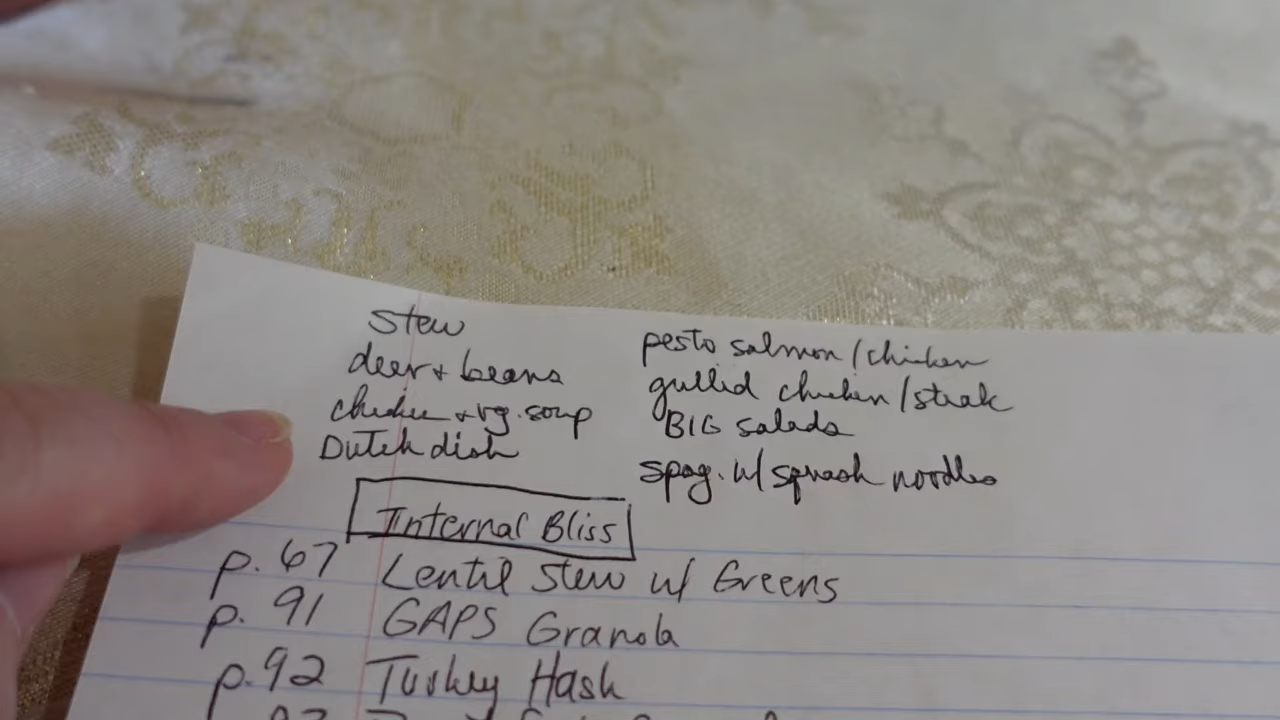 Stew
deer + beans
chicken + vg. soup
Dutch dish
pesto salmon/chicken
grilled chicken/steak
BIG salads
spag. w/ squash noodles
Internal Bliss
p. 67 Lentil Stew w/ Greens
p. 91 GAPS Granola
p. 92 Turkey Hash